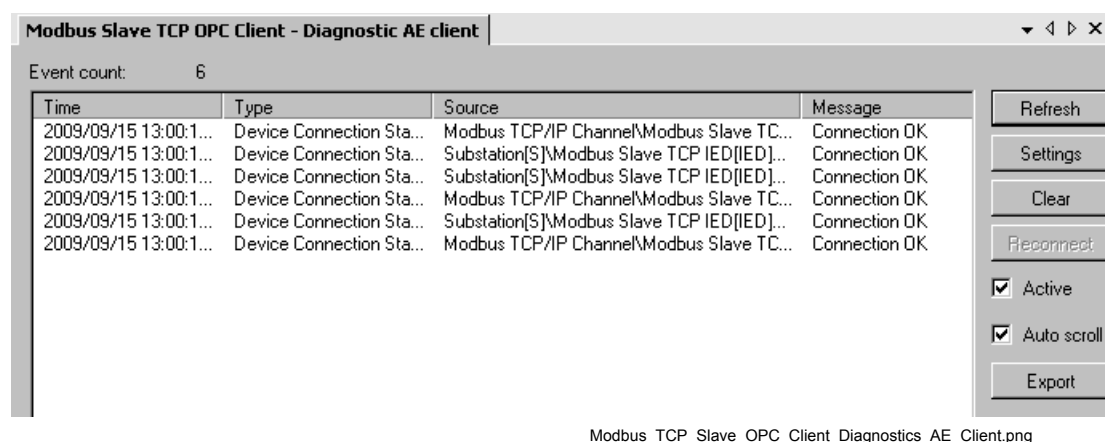 Modbus Slave TCP OPC Client - Diagnostic AE client
Event count: 6
Time Type Source Message
2009/09/15 13:00:1... Device Connection Sta... Modbus TCP/IP Channel\Modbus Slave TC... Connection OK
2009/09/15 13:00:1... Device Connection Sta... Substation[S]\Modbus Slave TCP IED[IED]... Connection OK
2009/09/15 13:00:1... Device Connection Sta... Substation[S]\Modbus Slave TCP IED[IED]... Connection OK
2009/09/15 13:00:1... Device Connection Sta... Modbus TCP/IP Channel\Modbus Slave TC... Connection OK
2009/09/15 13:00:1... Device Connection Sta... Substation[S]\Modbus Slave TCP IED[IED]... Connection OK
2009/09/15 13:00:1... Device Connection Sta... Modbus TCP/IP Channel\Modbus Slave TC... Connection OK
Refresh
Settings
Clear
Reconnect
Active
Auto scroll
Export
Modbus_TCP_Slave_OPC_Client_Diagnostics_AE_Client.png